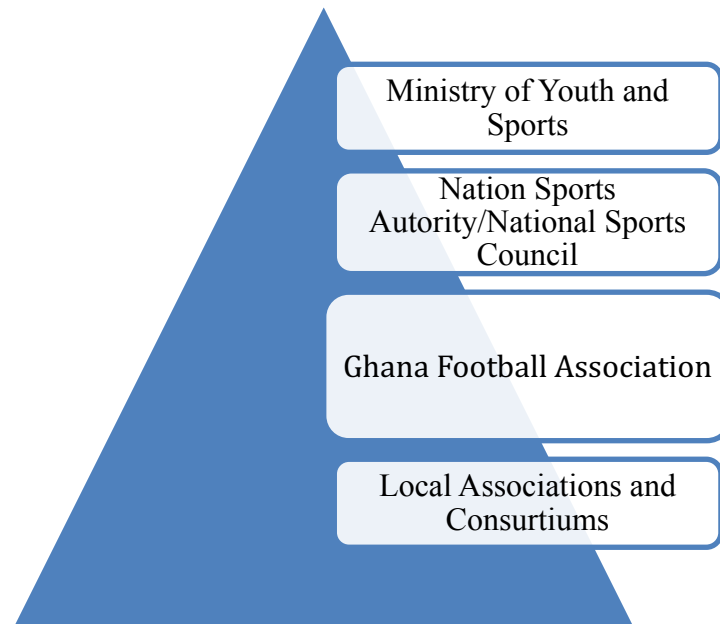 Ministry of Youth and
Sports
Nation Sports
Autority/National Sports
Council
Ghana Football Association
Local Associations and
Consurtiums